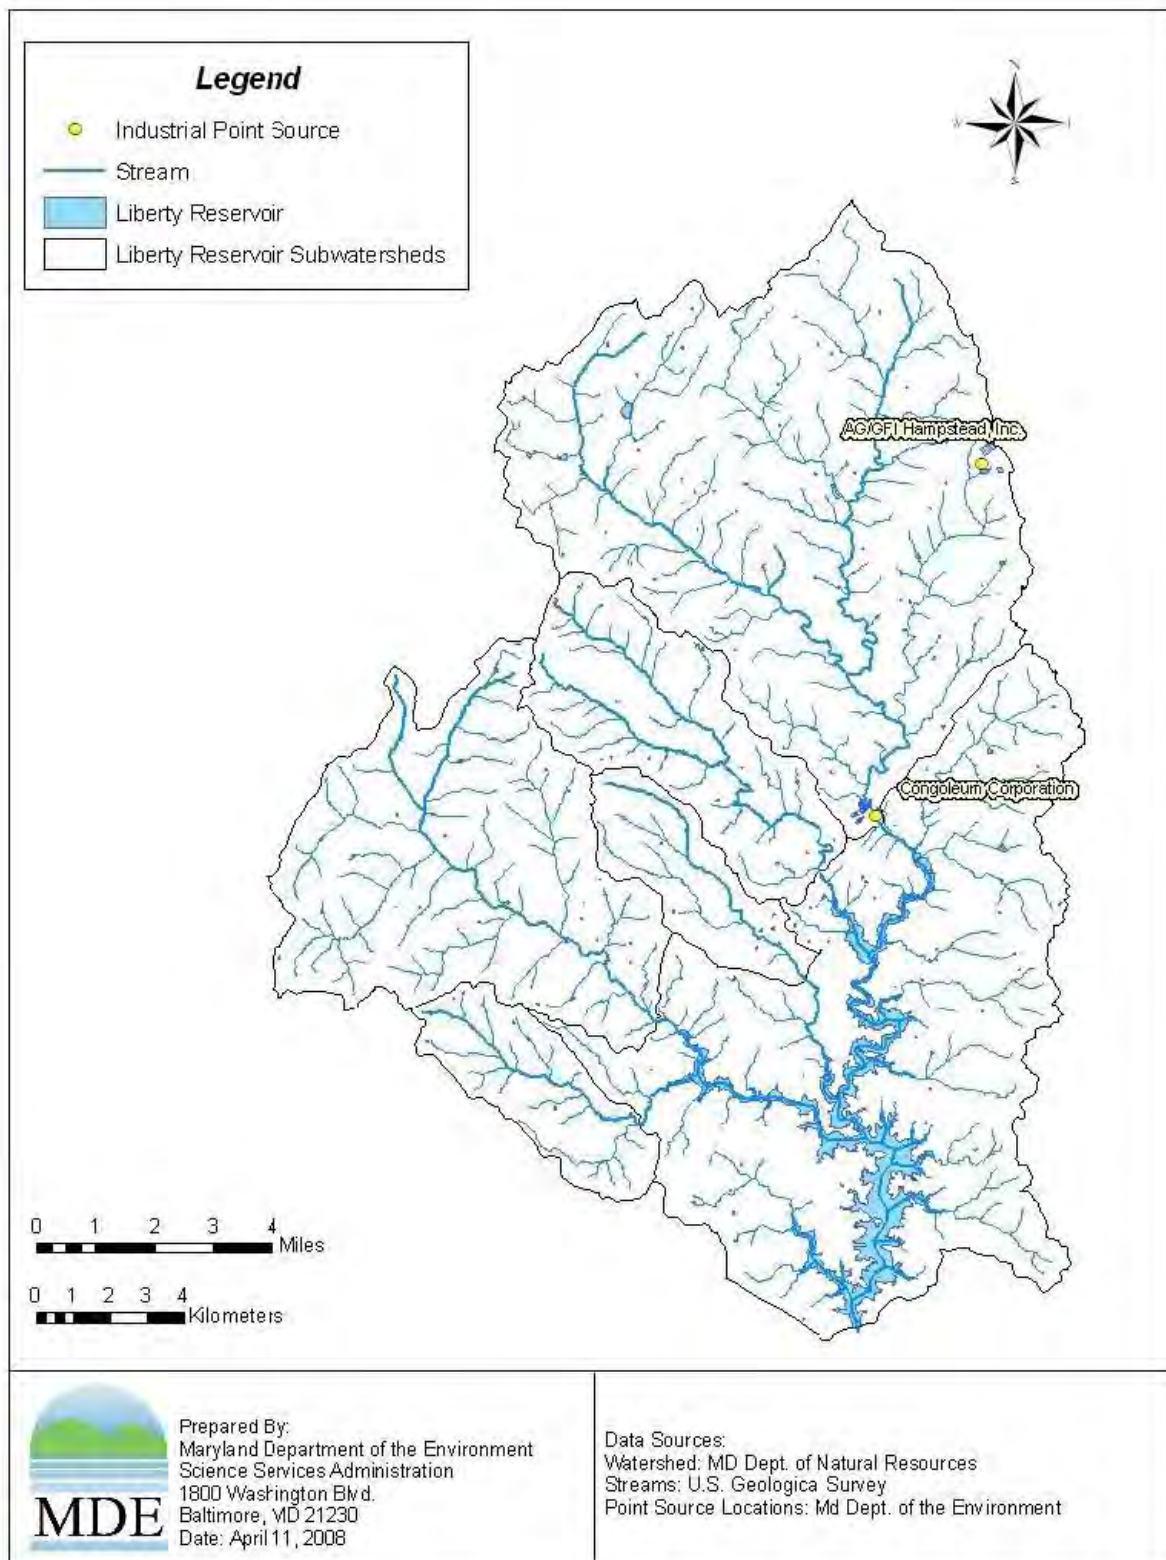 Legend
Industrial Point Source
Stream
Liberty Reservoir
Liberty Reservoir Subwatersheds
N
W
E
S
AG/GFI Hampstead, Inc.
Congoleum Corporation
0 1 2 3 4
Miles
0 1 2 3 4
Kilometers
MDE
Prepared By:
Maryland Department of the Environment
Science Services Administration
1800 Washington Blvd.
Baltimore, MD 21230
Date: April 11, 2008
Data Sources:
Watershed: MD Dept. of Natural Resources
Streams: U.S. Geologica Survey
Point Source Locations: Md Dept. of the Environment